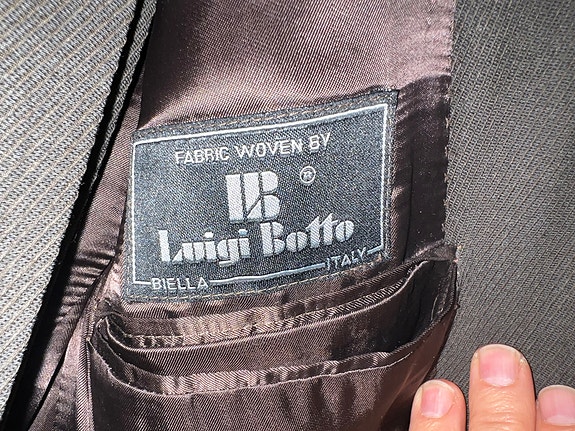 FABRIC WOVEN BY
LB ®
Luigi Botto
BIELLA ITALY